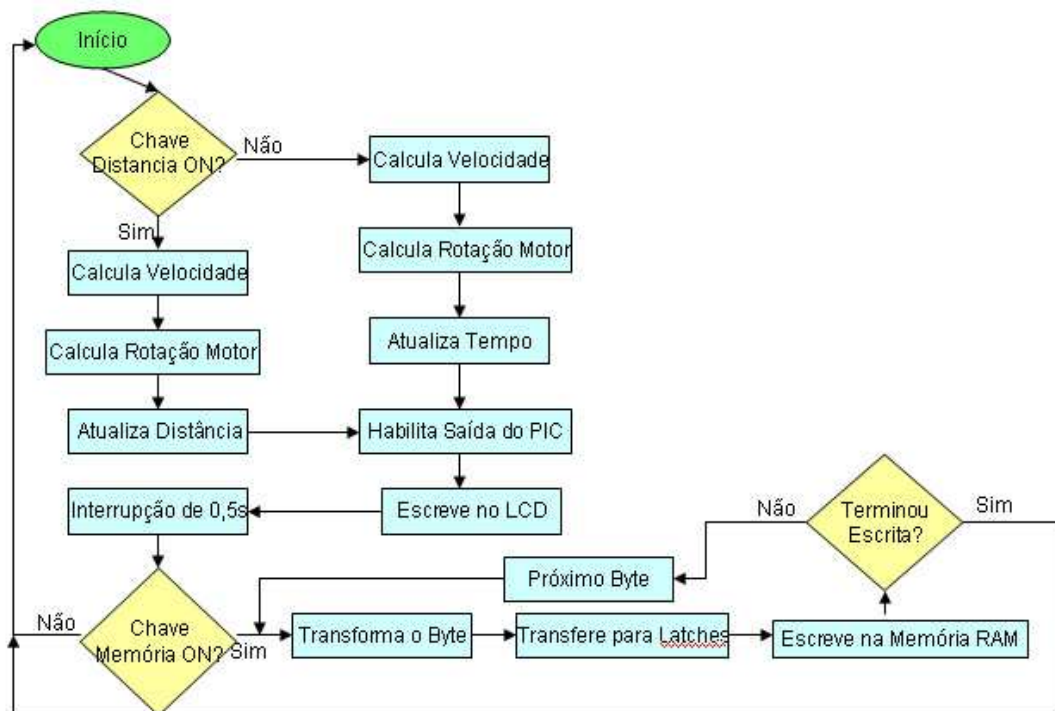 Início
Chave
Distancia ON?
Não
Calcula Velocidade
Calcula Rotação Motor
Atualiza Tempo
Sim
Calcula Velocidade
Calcula Rotação Motor
Atualiza Distância
Habilita Saída do PIC
Escreve no LCD
Interrupção de 0,5s
Chave
Memória ON?
Não
Sim
Transforma o Byte
Transfere para Latches
Escreve na Memória RAM
Terminou
Escrita?
Não
Sim
Próximo Byte